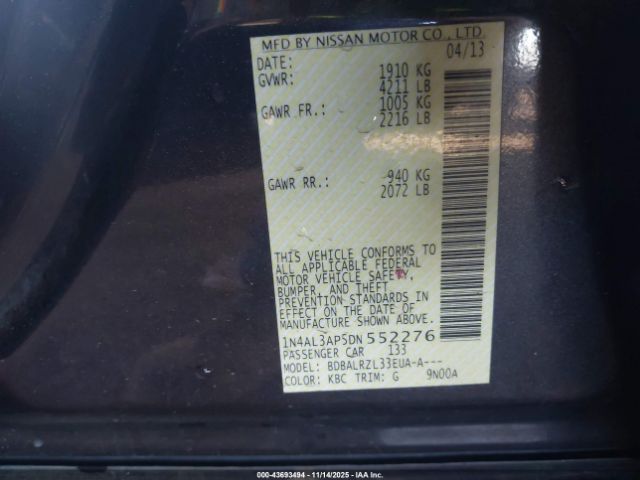 MFD BY NISSAN MOTOR CO., LTD.
DATE: 04/13
GVWR: 1910 KG
4211 LB
GAWR FR.: 1005 KG
2216 LB
GAWR RR.: 940 KG
2072 LB
THIS VEHICLE CONFORMS TO
ALL APPLICABLE FEDERAL
MOTOR VEHICLE SAFETY,
BUMPER, AND THEFT
PREVENTION STANDARDS IN
EFFECT ON THE DATE OF
MANUFACTURE SHOWN ABOVE.
1N4AL3AP5DN552276
PASSENGER CAR 133
MODEL: BDBALRZL33EUA-A---
COLOR: KBC TRIM: G 9N00A
000-43693494 - 11/14/2025 - IAA Inc.